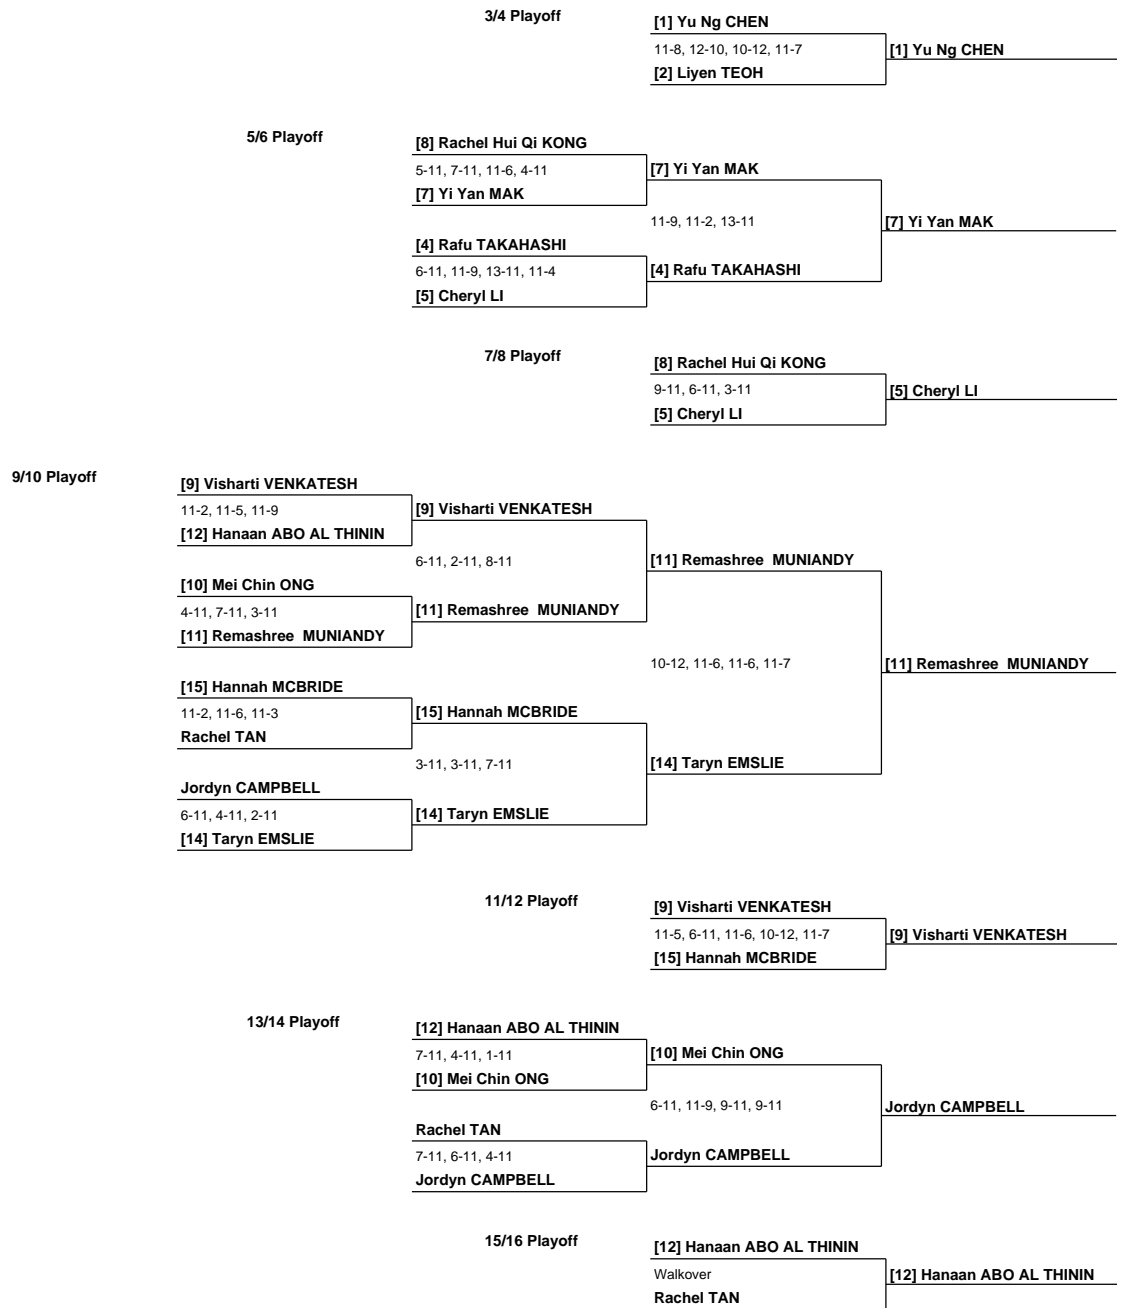 3/4 Playoff
[1] Yu Ng CHEN
11-8, 12-10, 10-12, 11-7
[1] Yu Ng CHEN
[2] Liyen TEOH
5/6 Playoff
[8] Rachel Hui Qi KONG
5-11, 7-11, 11-6, 4-11
[7] Yi Yan MAK
[7] Yi Yan MAK
11-9, 11-2, 13-11
[7] Yi Yan MAK
[4] Rafu TAKAHASHI
6-11, 11-9, 13-11, 11-4
[4] Rafu TAKAHASHI
[5] Cheryl LI
7/8 Playoff
[8] Rachel Hui Qi KONG
9-11, 6-11, 3-11
[5] Cheryl LI
[5] Cheryl LI
9/10 Playoff
[9] Visharti VENKATESH
11-2, 11-5, 11-9
[9] Visharti VENKATESH
[12] Hanaan ABO AL THININ
6-11, 2-11, 8-11
[11] Remashree  MUNIANDY
[10] Mei Chin ONG
4-11, 7-11, 3-11
[11] Remashree  MUNIANDY
[11] Remashree  MUNIANDY
10-12, 11-6, 11-6, 11-7
[11] Remashree  MUNIANDY
[15] Hannah MCBRIDE
11-2, 11-6, 11-3
[15] Hannah MCBRIDE
Rachel TAN
3-11, 3-11, 7-11
[14] Taryn EMSLIE
Jordyn CAMPBELL
6-11, 4-11, 2-11
[14] Taryn EMSLIE
[14] Taryn EMSLIE
11/12 Playoff
[9] Visharti VENKATESH
11-5, 6-11, 11-6, 10-12, 11-7
[9] Visharti VENKATESH
[15] Hannah MCBRIDE
13/14 Playoff
[12] Hanaan ABO AL THININ
7-11, 4-11, 1-11
[10] Mei Chin ONG
[10] Mei Chin ONG
6-11, 11-9, 9-11, 9-11
Jordyn CAMPBELL
Rachel TAN
7-11, 6-11, 4-11
Jordyn CAMPBELL
Jordyn CAMPBELL
15/16 Playoff
[12] Hanaan ABO AL THININ
Walkover
[12] Hanaan ABO AL THININ
Rachel TAN